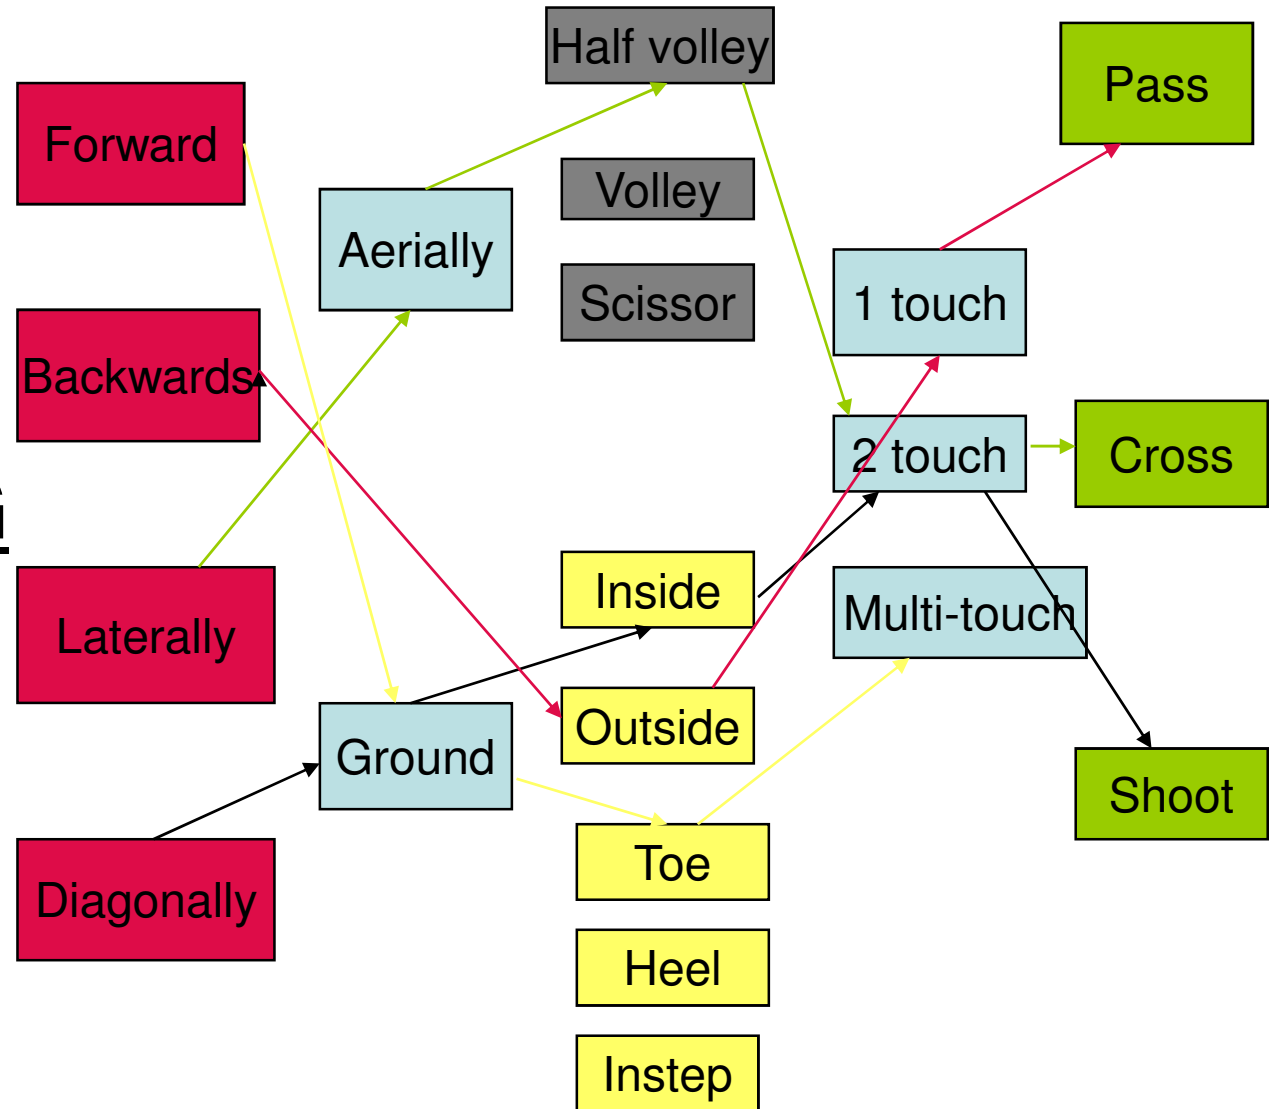 Forward
Backwards
Laterally
Diagonally
Aerially
Ground
Half volley
Volley
Scissor
Inside
Outside
Toe
Heel
Instep
1 touch
2 touch
Multi-touch
Pass
Cross
Shoot